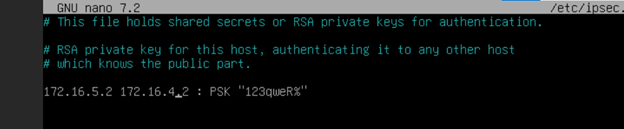 GNU nano 7.2 /etc/ipsec.
# This file holds shared secrets or RSA private keys for authentication.
# RSA private key for this host, authenticating it to any other host
# which knows the public part.
172.16.5.2 172.16.4.2 : PSK "123qweR%"